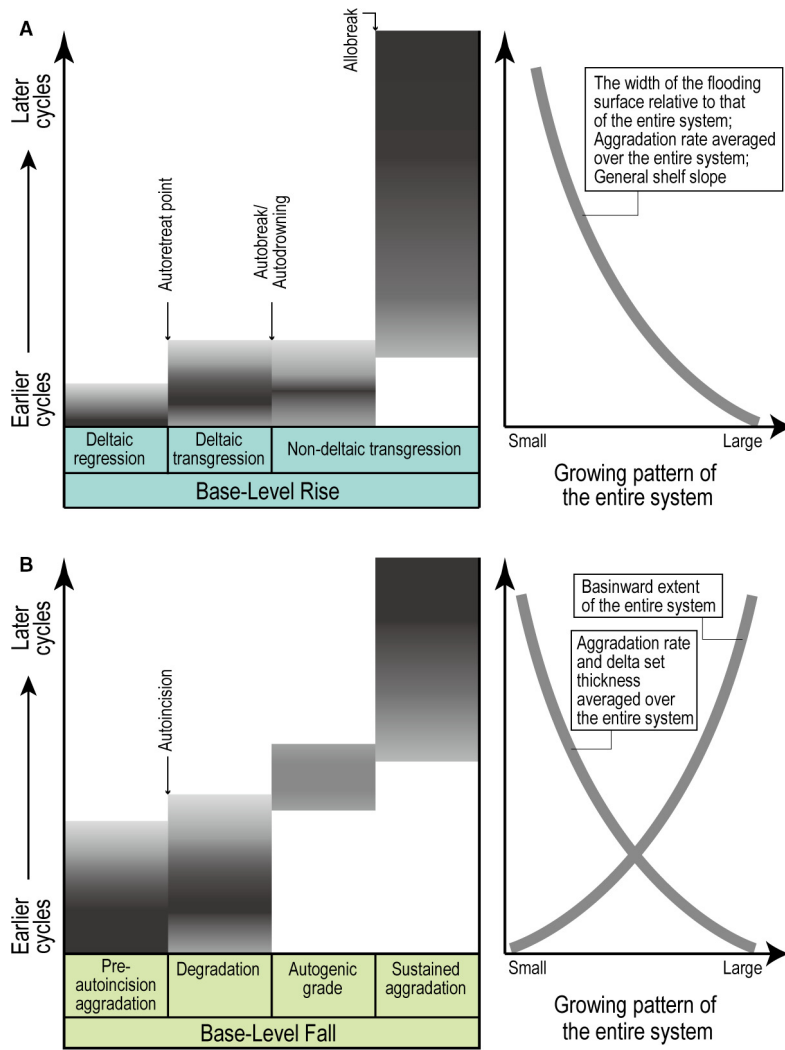 A
Later
cycles
Earlier
cycles
Autoretreat point
Autobreak/
Autodrowning
Allobreak
Deltaic
regression
Deltaic
transgression
Non-deltaic transgression
Base-Level Rise
The width of the flooding
surface relative to that
of the entire system;
Aggradation rate averaged
over the entire system;
General shelf slope
Small
Large
Growing pattern of
the entire system
B
Later
cycles
Earlier
cycles
Autoincision
Pre-
autoincision
aggradation
Degradation
Autogenic
grade
Sustained
aggradation
Base-Level Fall
Basinward extent
of the entire system
Aggradation rate
and delta set
thickness
averaged over
the entire system
Small
Large
Growing pattern of
the entire system